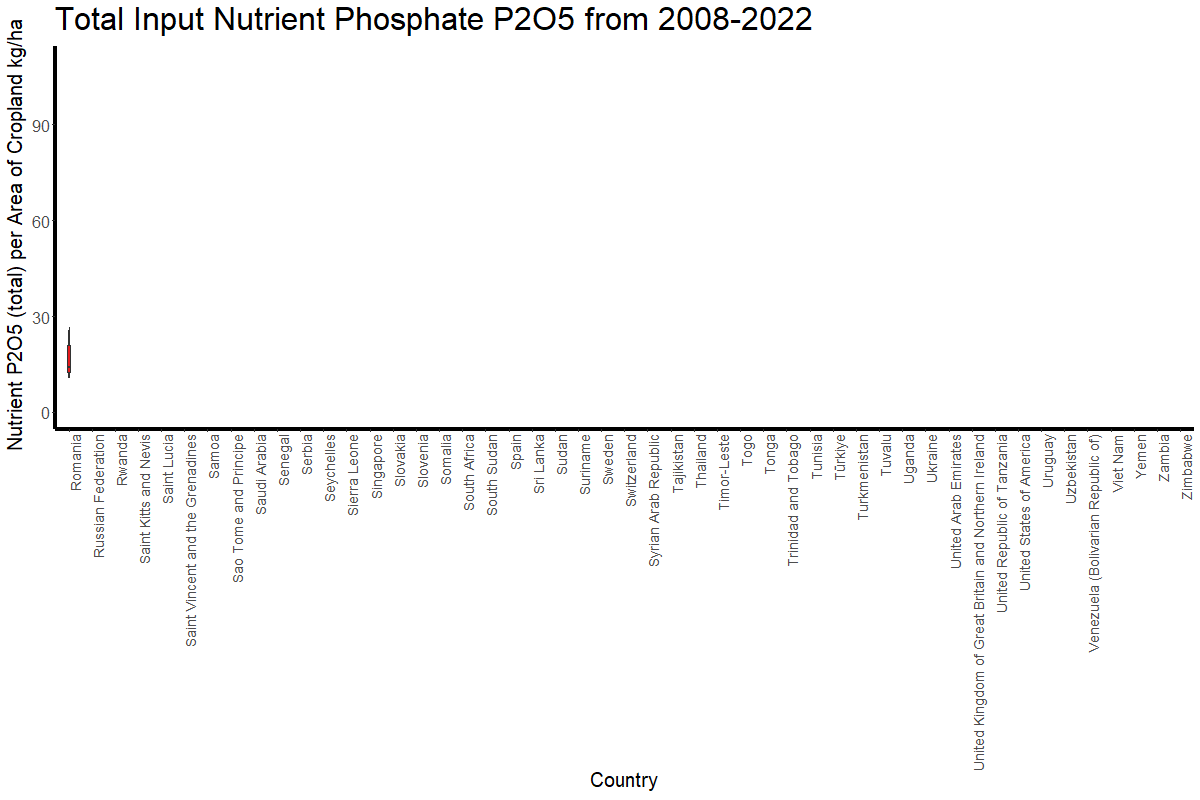 Total Input Nutrient Phosphate P2O5 from 2008-2022
Nutrient P2O5 (total) per Area of Cropland kg/ha
90
60
30
0
Romania
Russian Federation
Rwanda
Saint Kitts and Nevis
Saint Lucia
Saint Vincent and the Grenadines
Samoa
Sao Tome and Principe
Saudi Arabia
Senegal
Serbia
Seychelles
Sierra Leone
Singapore
Slovakia
Slovenia
Somalia
South Africa
South Sudan
Spain
Sri Lanka
Sudan
Suriname
Sweden
Switzerland
Syrian Arab Republic
Tajikistan
Thailand
Timor-Leste
Togo
Tonga
Trinidad and Tobago
Tunisia
Türkiye
Turkmenistan
Tuvalu
Uganda
Ukraine
United Arab Emirates
United Kingdom of Great Britain and Northern Ireland
United Republic of Tanzania
United States of America
Uruguay
Uzbekistan
Venezuela (Bolivarian Republic of)
Viet Nam
Yemen
Zambia
Zimbabwe
Country